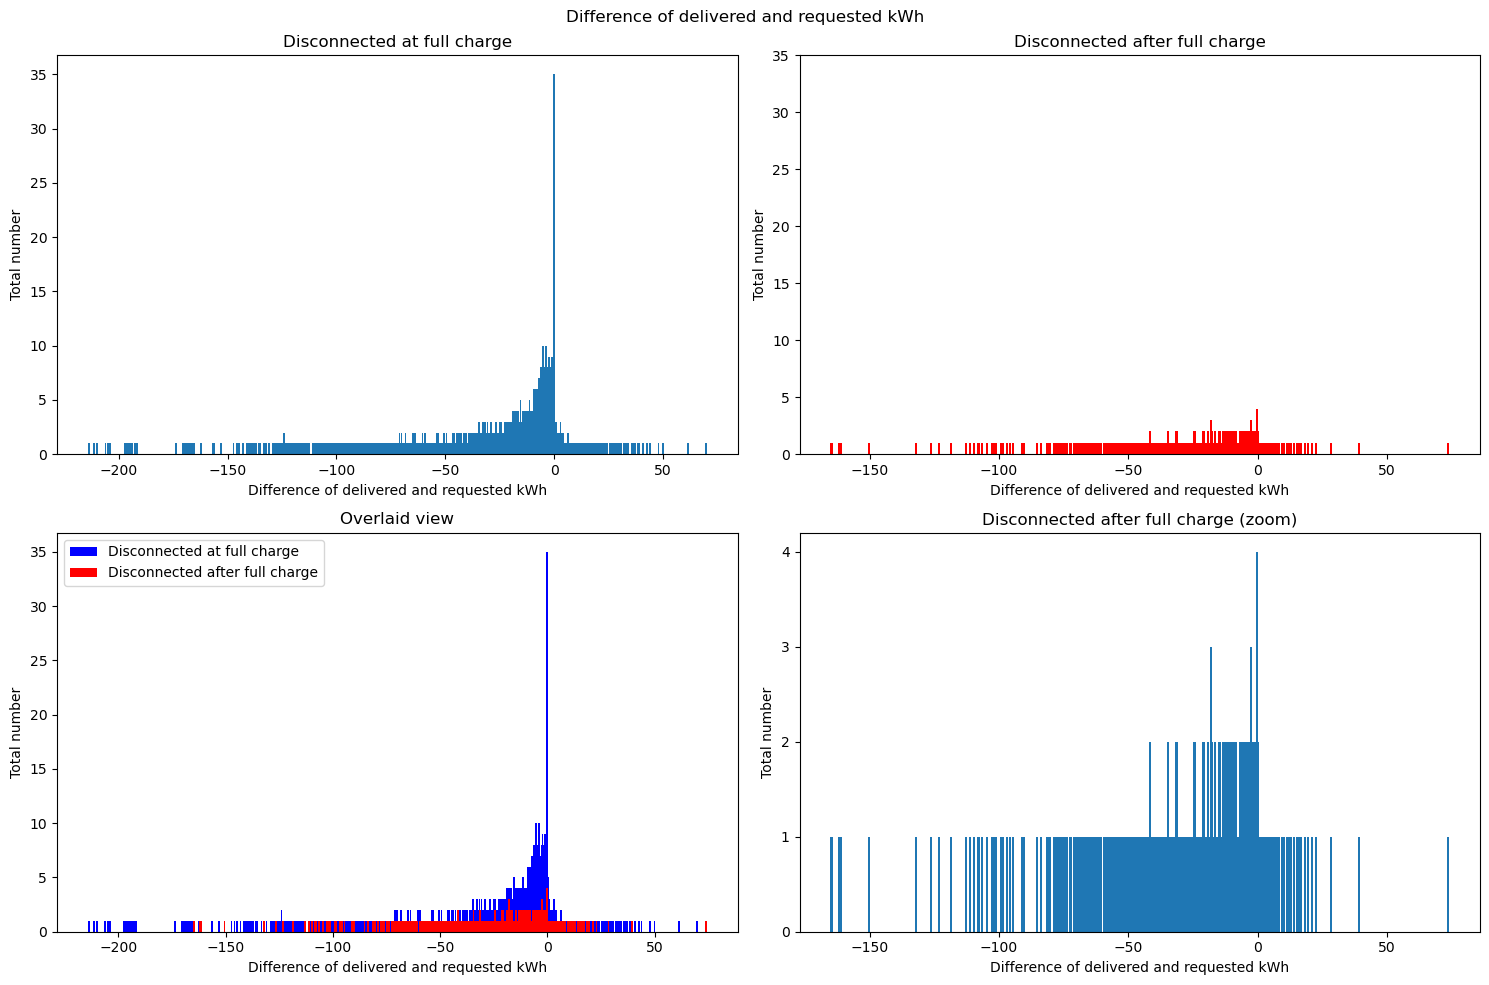 Difference of delivered and requested kWh
Disconnected at full charge
35
30
25
20
15
10
5
0
Total number
−200 −150 −100 −50 0 50
Difference of delivered and requested kWh
Disconnected after full charge
35
30
25
20
15
10
5
0
Total number
−150 −100 −50 0 50
Difference of delivered and requested kWh
Overlaid view
Disconnected at full charge
Disconnected after full charge
35
30
25
20
15
10
5
0
Total number
−200 −150 −100 −50 0 50
Difference of delivered and requested kWh
Disconnected after full charge (zoom)
4
3
2
1
0
Total number
−150 −100 −50 0 50
Difference of delivered and requested kWh